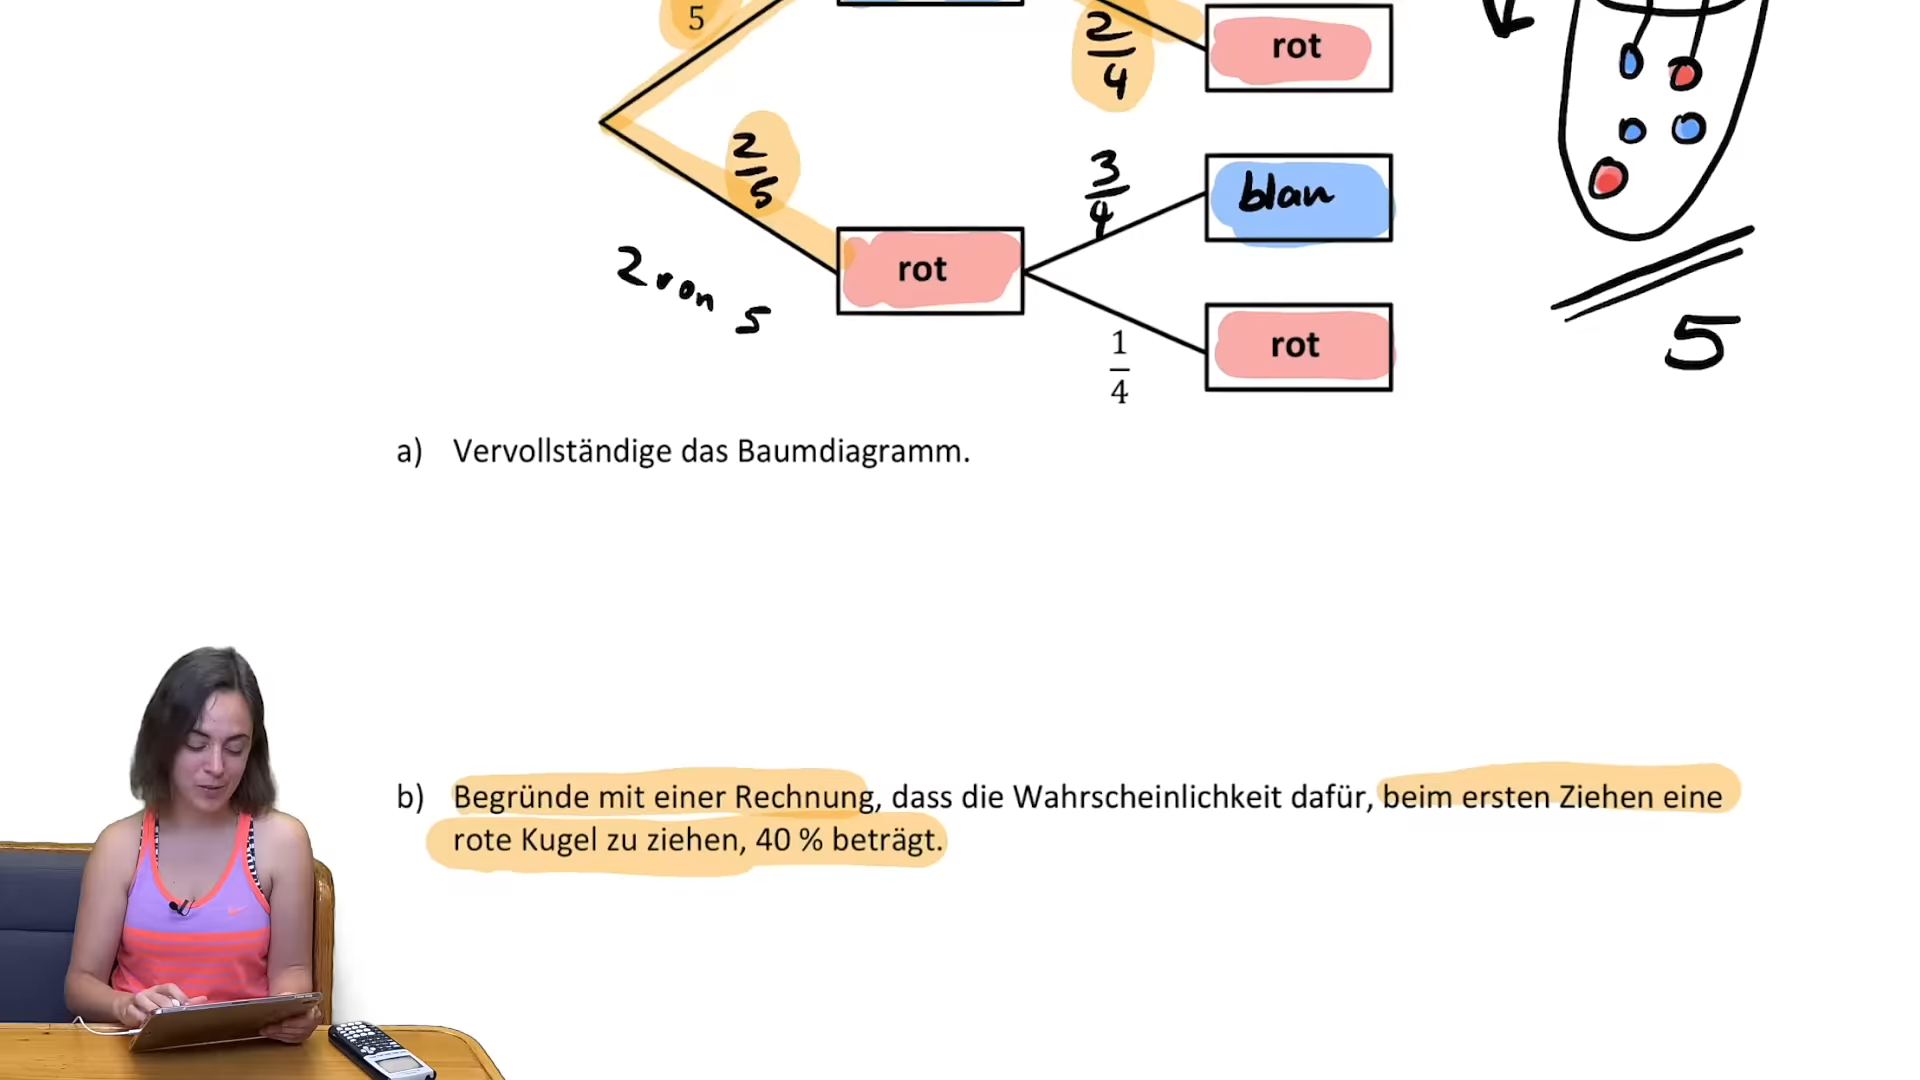 5
2
4
rot
2
5
3
4
blau
rot
2 von 5
1
4
rot
5
a) Vervollständige das Baumdiagramm.
b) Begründe mit einer Rechnung, dass die Wahrscheinlichkeit dafür, beim ersten Ziehen eine
rote Kugel zu ziehen, 40 % beträgt.